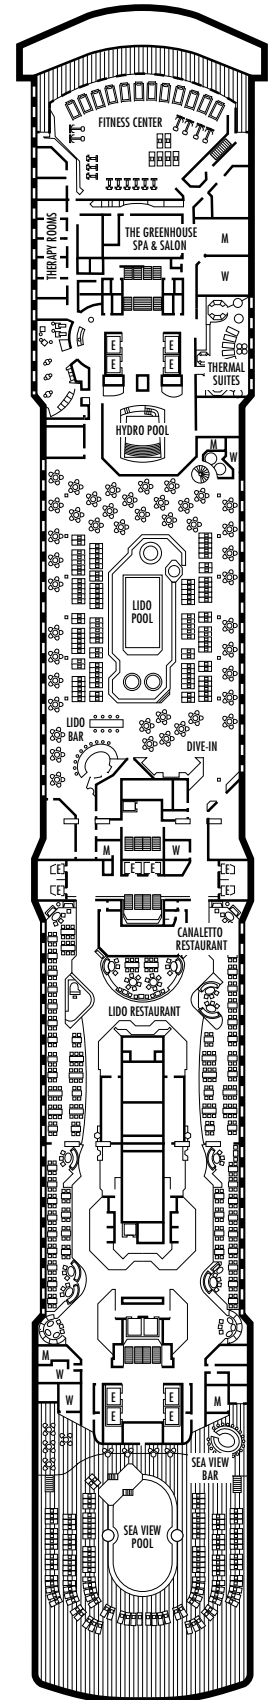 FITNESS CENTER
THERAPY ROOMS
THE GREENHOUSE
SPA & SALON
M
W
E
E
E
E
THERMAL
SUITES
HYDRO POOL
M
W
LIDO
POOL
LIDO
BAR
DIVE-IN
M
W
E
E
E
E
E
E
CANALETTO
RESTAURANT
LIDO RESTAURANT
M
W
W
M
E
E
E
E
SEA VIEW
BAR
SEA VIEW
POOL